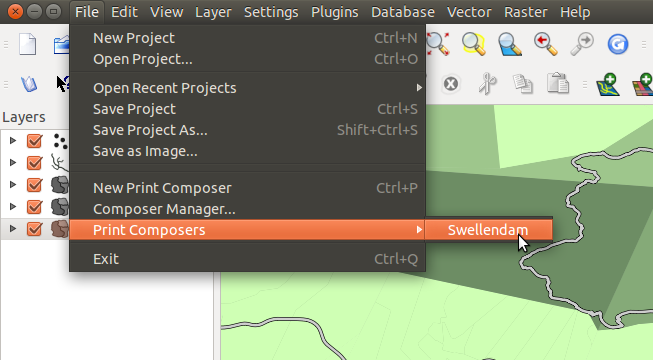 File Edit View Layer Settings Plugins Database Vector Raster Help
New Project Ctrl+N
Open Project... Ctrl+O
Open Recent Projects
Save Project Ctrl+S
Save Project As... Shift+Ctrl+S
Save as Image...
New Print Composer Ctrl+P
Composer Manager...
Print Composers
Swellendam
Exit Ctrl+Q
Layers